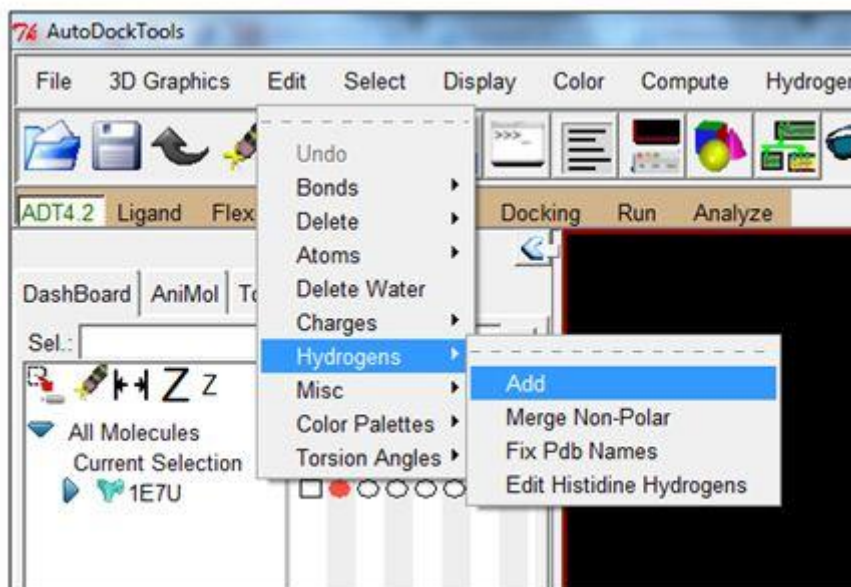 AutoDockTools
File 3D Graphics Edit Select Display Color Compute
>>>_
ADT4.2 Ligand Docking Run Analyze
Undo
Bonds
Delete
Atoms
Delete Water
Charges
Hydrogens
Misc
Color Palettes
Torsion Angles
DashBoard AniMol
Sel.:
Z Z
All Molecules
Current Selection
1E7U
Add
Merge Non-Polar
Fix Pdb Names
Edit Histidine Hydrogens